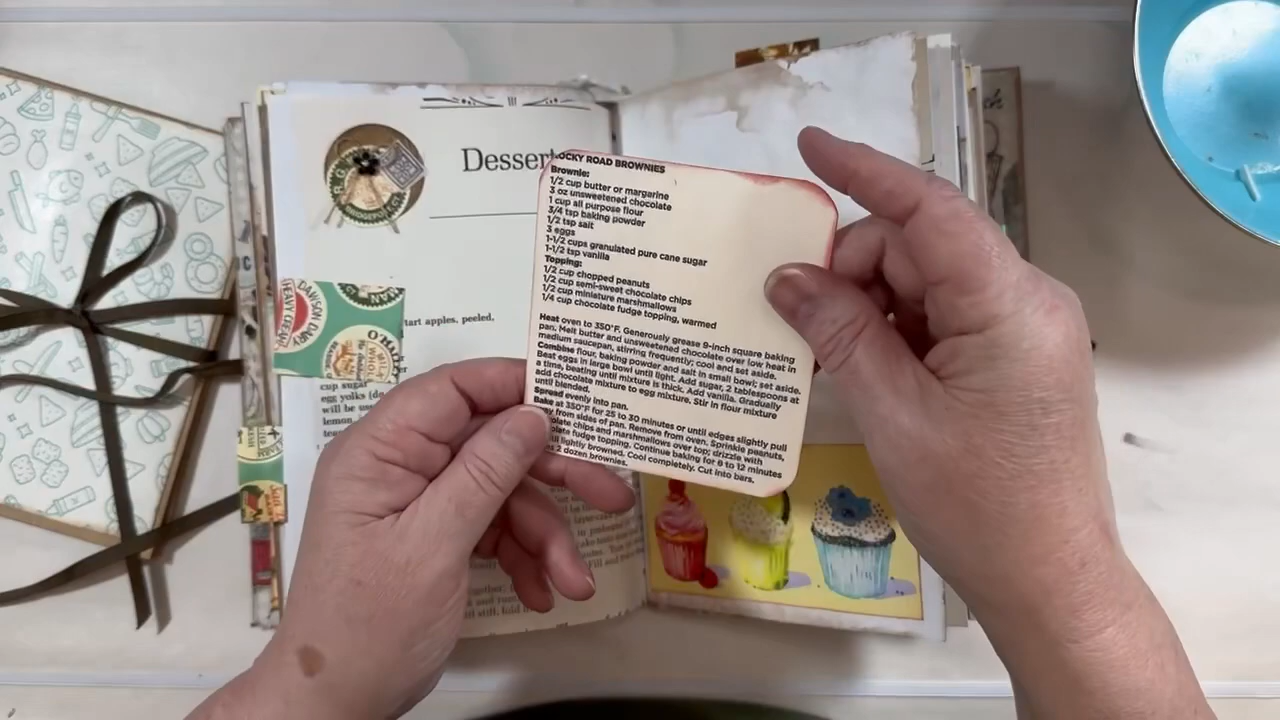 Dessert
OCKY ROAD BROWNIES
Brownie:
1/2 cup butter or margarine
3 oz unsweetened chocolate
1 cup all purpose flour
3/4 tsp baking powder
1/2 tsp salt
3 eggs
1-1/2 cups granulated pure cane sugar
1-1/2 tsp vanilla
Topping:
1/2 cup chopped peanuts
1/2 cup semi-sweet chocolate chips
1/2 cup miniature marshmallows
1/4 cup chocolate fudge topping, warmed
Heat oven to 350°F. Generously grease 9-inch square baking
pan. Melt butter and unsweetened chocolate over low heat in
medium saucepan, stirring frequently; cool and set aside.
Combine flour, baking powder and salt in small bowl; set aside.
Beat eggs in large bowl until light. Add sugar, 2 tablespoons at
a time, beating until mixture is thick. Add vanilla. Gradually
add chocolate mixture to egg mixture. Stir in flour mixture
until blended.
Spread evenly into pan.
Bake at 350°F for 25 to 30 minutes or until edges slightly pull
from sides of pan. Remove from oven. Sprinkle peanuts,
olate chips and marshmallows over top; drizzle with
olate fudge topping. Continue baking for 8 to 12 minutes
lightly browned. Cool completely. Cut into bars.
2 dozen brownies.
DAWSON DAIRY
HEAVY CREAM
tart apples, peeled,
cup sugar
egg yolks
will be
lemon